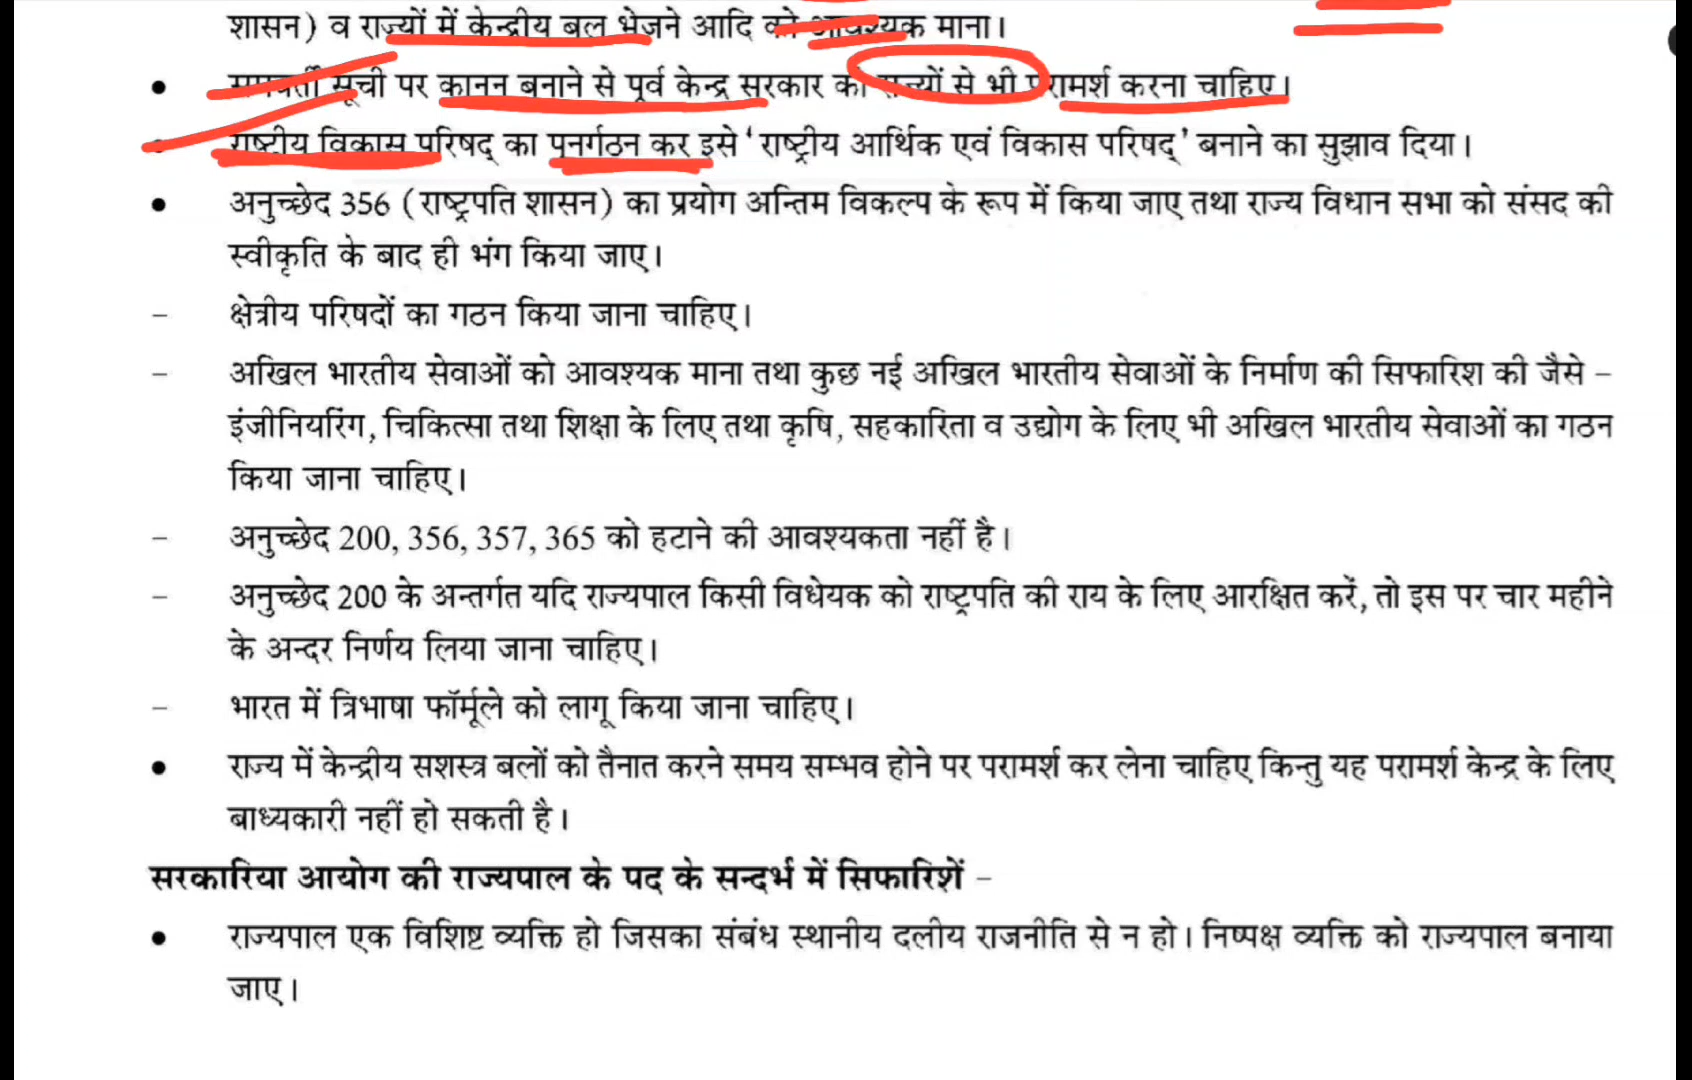 शासन) व राज्यों में केन्द्रीय बल भेजने आदि को आवश्यक माना।
• समवर्ती सूची पर कानून बनाने से पूर्व केन्द्र सरकार को राज्यों से भी परामर्श करना चाहिए।
• राष्ट्रीय विकास परिषद् का पुनर्गठन कर इसे ‘राष्ट्रीय आर्थिक एवं विकास परिषद्’ बनाने का सुझाव दिया।
• अनुच्छेद 356 (राष्ट्रपति शासन) का प्रयोग अन्तिम विकल्प के रूप में किया जाए तथा राज्य विधान सभा को संसद की
स्वीकृति के बाद ही भंग किया जाए।
– क्षेत्रीय परिषदों का गठन किया जाना चाहिए।
– अखिल भारतीय सेवाओं को आवश्यक माना तथा कुछ नई अखिल भारतीय सेवाओं के निर्माण की सिफारिश की जैसे –
इंजीनियरिंग, चिकित्सा तथा शिक्षा के लिए तथा कृषि, सहकारिता व उद्योग के लिए भी अखिल भारतीय सेवाओं का गठन
किया जाना चाहिए।
– अनुच्छेद 200, 356, 357, 365 को हटाने की आवश्यकता नहीं है।
– अनुच्छेद 200 के अन्तर्गत यदि राज्यपाल किसी विधेयक को राष्ट्रपति की राय के लिए आरक्षित करें, तो इस पर चार महीने
के अन्दर निर्णय लिया जाना चाहिए।
– भारत में त्रिभाषा फॉर्मूले को लागू किया जाना चाहिए।
• राज्य में केन्द्रीय सशस्त्र बलों को तैनात करने समय सम्भव होने पर परामर्श कर लेना चाहिए किन्तु यह परामर्श केन्द्र के लिए
बाध्यकारी नहीं हो सकती है।
सरकारिया आयोग की राज्यपाल के पद के सन्दर्भ में सिफारिशें –
• राज्यपाल एक विशिष्ट व्यक्ति हो जिसका संबंध स्थानीय दलीय राजनीति से न हो। निष्पक्ष व्यक्ति को राज्यपाल बनाया
जाए।